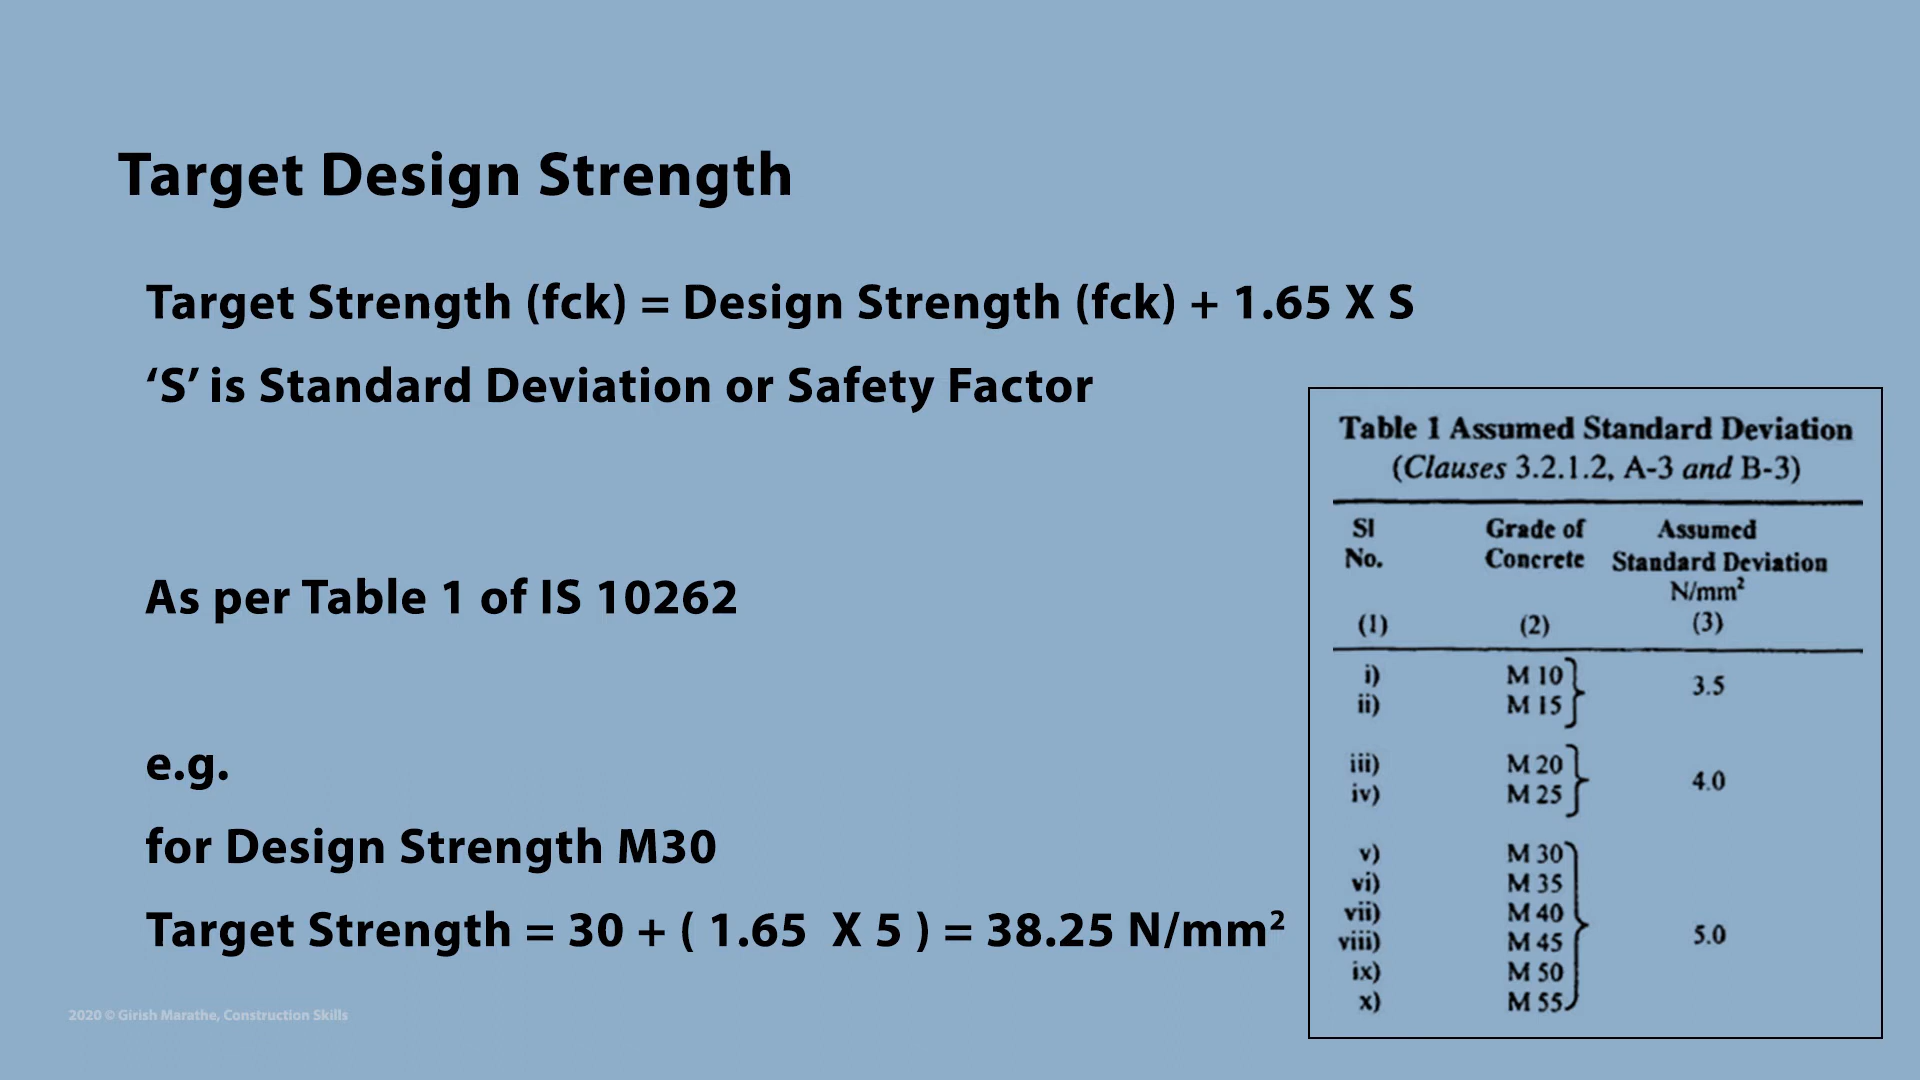 Target Design Strength
Target Strength (fck) = Design Strength (fck) + 1.65 X S
‘S’ is Standard Deviation or Safety Factor
As per Table 1 of IS 10262
e.g.
for Design Strength M30
Target Strength = 30 + ( 1.65 X 5 ) = 38.25 N/mm²
Table 1 Assumed Standard Deviation
(Clauses 3.2.1.2, A-3 and B-3)
Sl No. Grade of Concrete Assumed Standard Deviation N/mm²
(1) (2) (3)
i) M 10 3.5
ii) M 15
iii) M 20 4.0
iv) M 25
v) M 30
vi) M 35
vii) M 40
viii) M 45 5.0
ix) M 50
x) M 55
2020 © Girish Marathe, Construction Skills